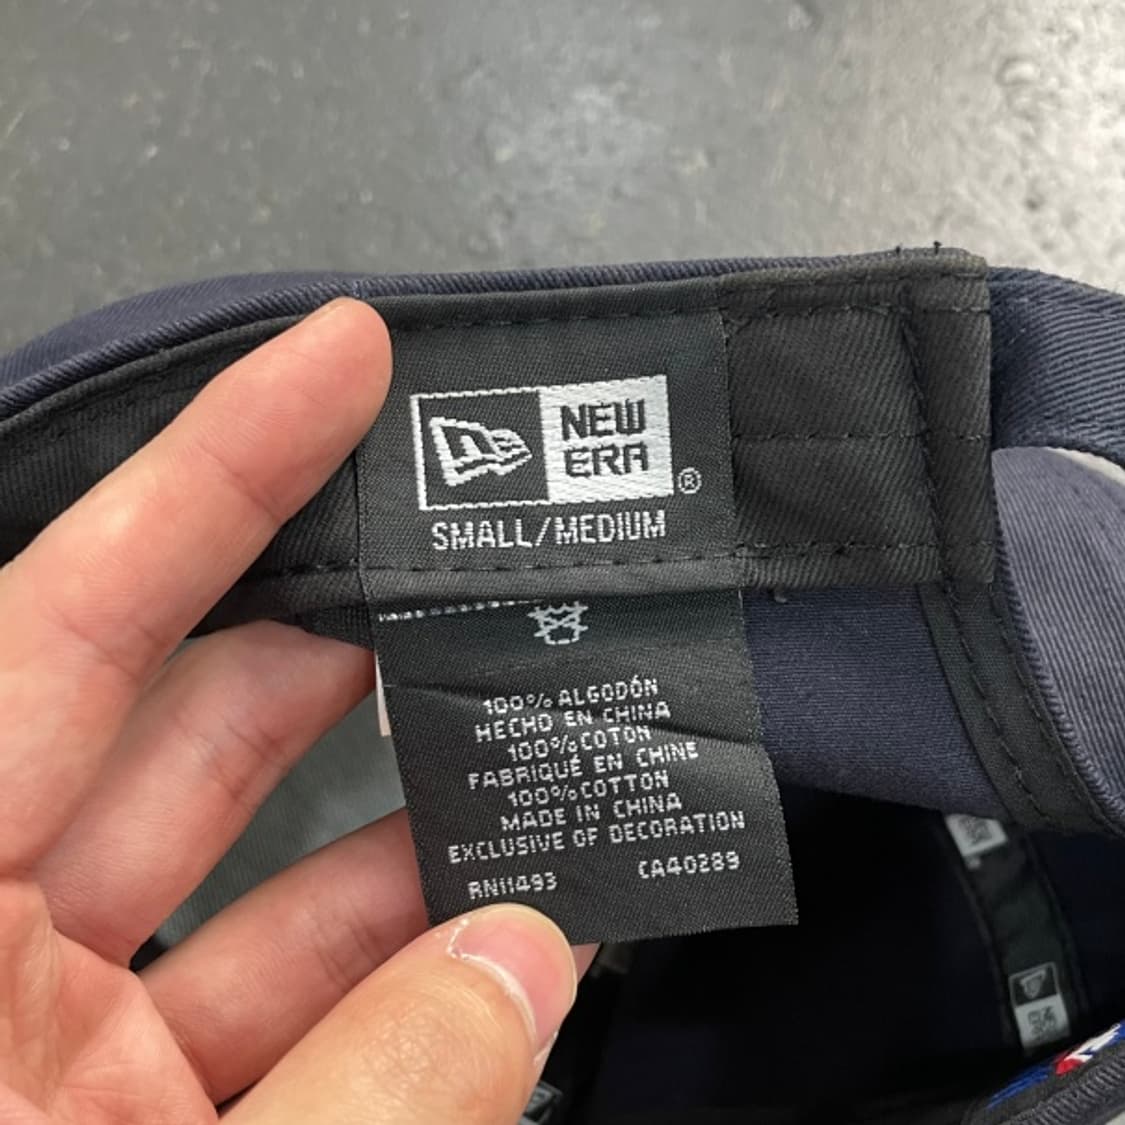 NEW
ERA
®
SMALL/MEDIUM
100% ALGODÓN
HECHO EN CHINA
100% COTON
FABRIQUÉ EN CHINE
100% COTTON
MADE IN CHINA
EXCLUSIVE OF DECORATION
RN11493 CA40289